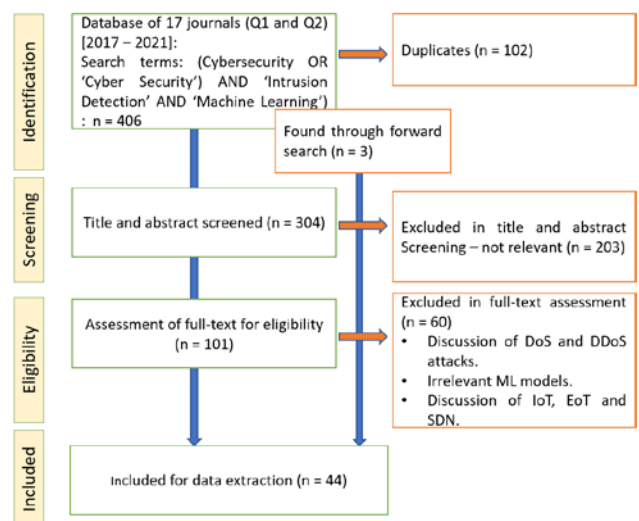 Identification
Database of 17 journals (Q1 and Q2)
[2017 – 2021]:
Search terms: (Cybersecurity OR
‘Cyber Security’) AND ‘Intrusion
Detection’ AND ‘Machine Learning’)
: n = 406
Duplicates (n = 102)
Found through forward
search (n = 3)
Screening
Title and abstract screened (n = 304)
Excluded in title and abstract
Screening – not relevant (n = 203)
Eligibility
Assessment of full-text for eligibility
(n = 101)
Excluded in full-text assessment
(n = 60)
• Discussion of DoS and DDoS
attacks.
• Irrelevant ML models.
• Discussion of IoT, EoT and
SDN.
Included
Included for data extraction (n = 44)